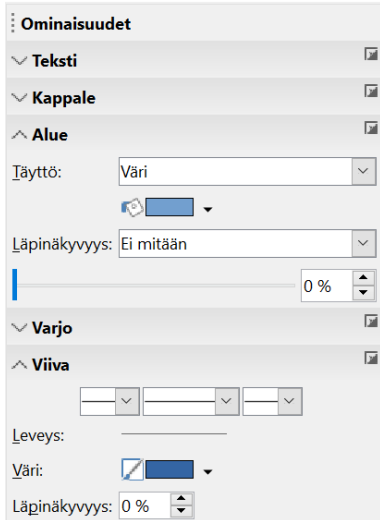 Ominaisuudet
Teksti
Kappale
Alue
Täyttö: Väri
Läpinäkyvyys: Ei mitään
0 %
Varjo
Viiva
Leveys:
Väri:
Läpinäkyvyys: 0 %